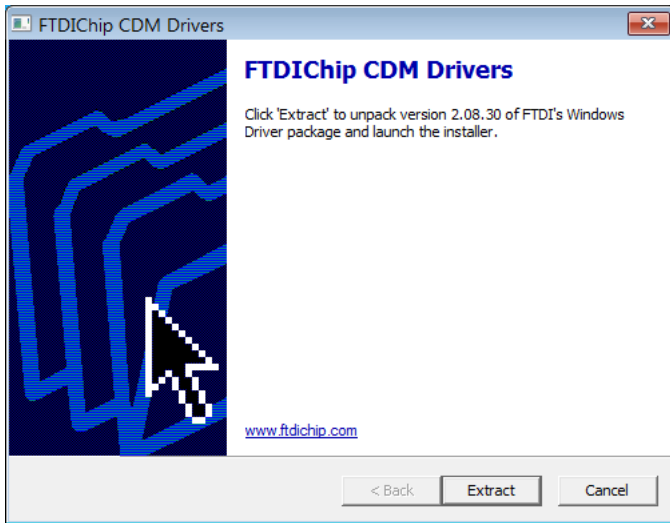 FTDIChip CDM Drivers
FTDIChip CDM Drivers
Click 'Extract' to unpack version 2.08.30 of FTDI's Windows
Driver package and launch the installer.
www.ftdichip.com
< Back Extract Cancel